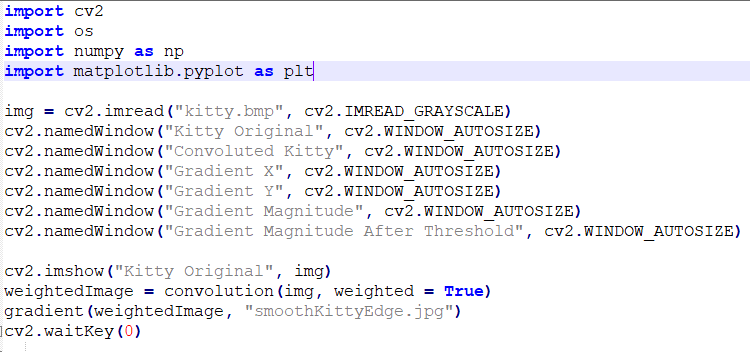 import cv2
import os
import numpy as np
import matplotlib.pyplot as plt
img = cv2.imread("kitty.bmp", cv2.IMREAD_GRAYSCALE)
cv2.namedWindow("Kitty Original", cv2.WINDOW_AUTOSIZE)
cv2.namedWindow("Convoluted Kitty", cv2.WINDOW_AUTOSIZE)
cv2.namedWindow("Gradient X", cv2.WINDOW_AUTOSIZE)
cv2.namedWindow("Gradient Y", cv2.WINDOW_AUTOSIZE)
cv2.namedWindow("Gradient Magnitude", cv2.WINDOW_AUTOSIZE)
cv2.namedWindow("Gradient Magnitude After Threshold", cv2.WINDOW_AUTOSIZE)
cv2.imshow("Kitty Original", img)
weightedImage = convolution(img, weighted = True)
gradient(weightedImage, "smoothKittyEdge.jpg")
cv2.waitKey(0)